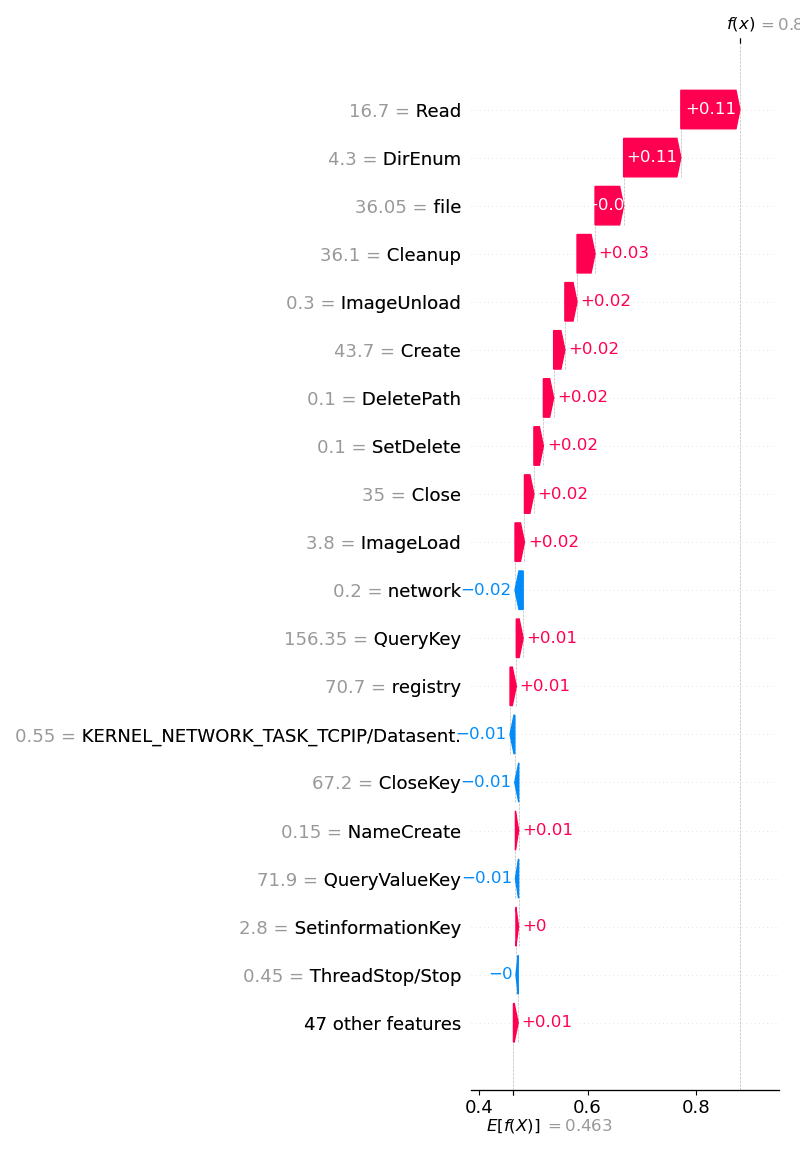 f(x) = 0.8
16.7 = Read +0.11
4.3 = DirEnum +0.11
36.05 = file +0.0
36.1 = Cleanup +0.03
0.3 = ImageUnload +0.02
43.7 = Create +0.02
0.1 = DeletePath +0.02
0.1 = SetDelete +0.02
35 = Close +0.02
3.8 = ImageLoad +0.02
0.2 = network −0.02
156.35 = QueryKey +0.01
70.7 = registry +0.01
0.55 = KERNEL_NETWORK_TASK_TCPIP/Datasent. −0.01
67.2 = CloseKey −0.01
0.15 = NameCreate +0.01
71.9 = QueryValueKey −0.01
2.8 = SetinformationKey +0
0.45 = ThreadStop/Stop −0
47 other features +0.01
0.4 0.6 0.8
E[f(X)] = 0.463